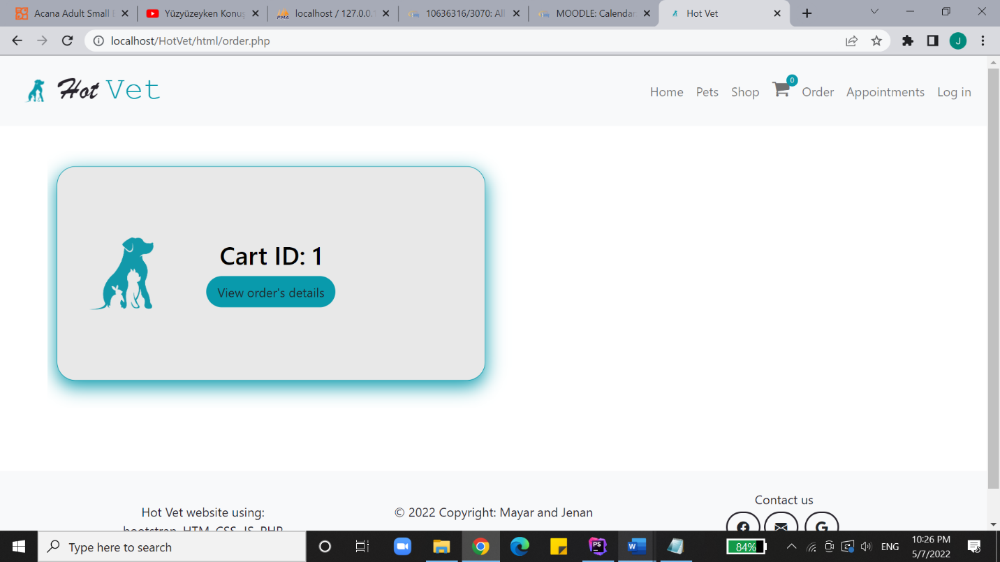 Acana Adult Small
Yüzyüzeyken Konuş
localhost / 127.0.0.1
10636316/3070: All
MOODLE: Calendar
Hot Vet
localhost/HotVet/html/order.php
J
Hot Vet
Home
Pets
Shop
0
Order
Appointments
Log in
Cart ID: 1
View order's details
Hot Vet website using:
bootstrap, HTM, CSS, JS, PHP
© 2022 Copyright: Mayar and Jenan
Contact us
G
Type here to search
PS
W
84%
ENG
10:26 PM
5/7/2022